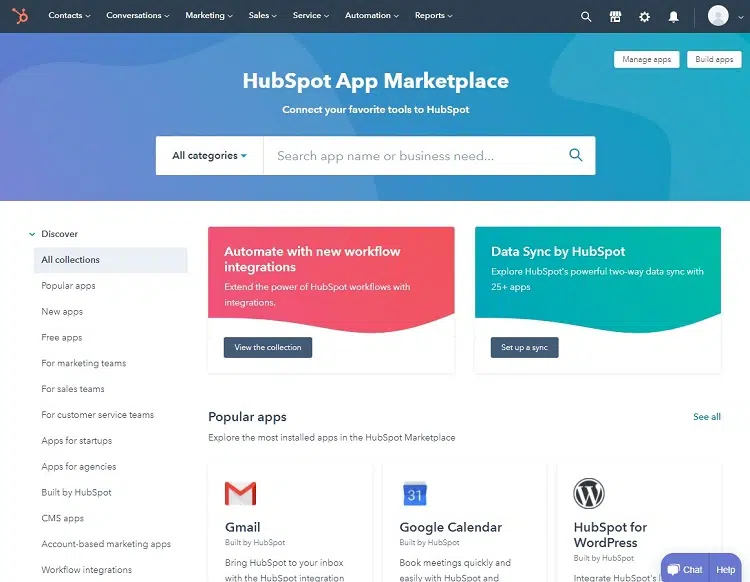 Contacts Conversations Marketing Sales Service Automation Reports
Manage apps Build apps
HubSpot App Marketplace
Connect your favorite tools to HubSpot
All categories Search app name or business need...
Discover
All collections
Popular apps
New apps
Free apps
For marketing teams
For sales teams
For customer service teams
Apps for startups
Apps for agencies
Built by HubSpot
CMS apps
Account-based marketing apps
Workflow integrations
Automate with new workflow
integrations
Extend the power of HubSpot workflows with
integrations.
View the collection
Data Sync by HubSpot
Explore HubSpot's powerful two-way data sync with
25+ apps
Set up a sync
Popular apps See all
Explore the most installed apps in the HubSpot Marketplace
Gmail
Built by HubSpot
Bring HubSpot to your inbox
with the HubSpot integration
31
Google Calendar
Built by HubSpot
Book meetings quickly and
easily with HubSpot and
HubSpot for
WordPress
Built by HubSpot
Integrate HubSpot's
Chat Help